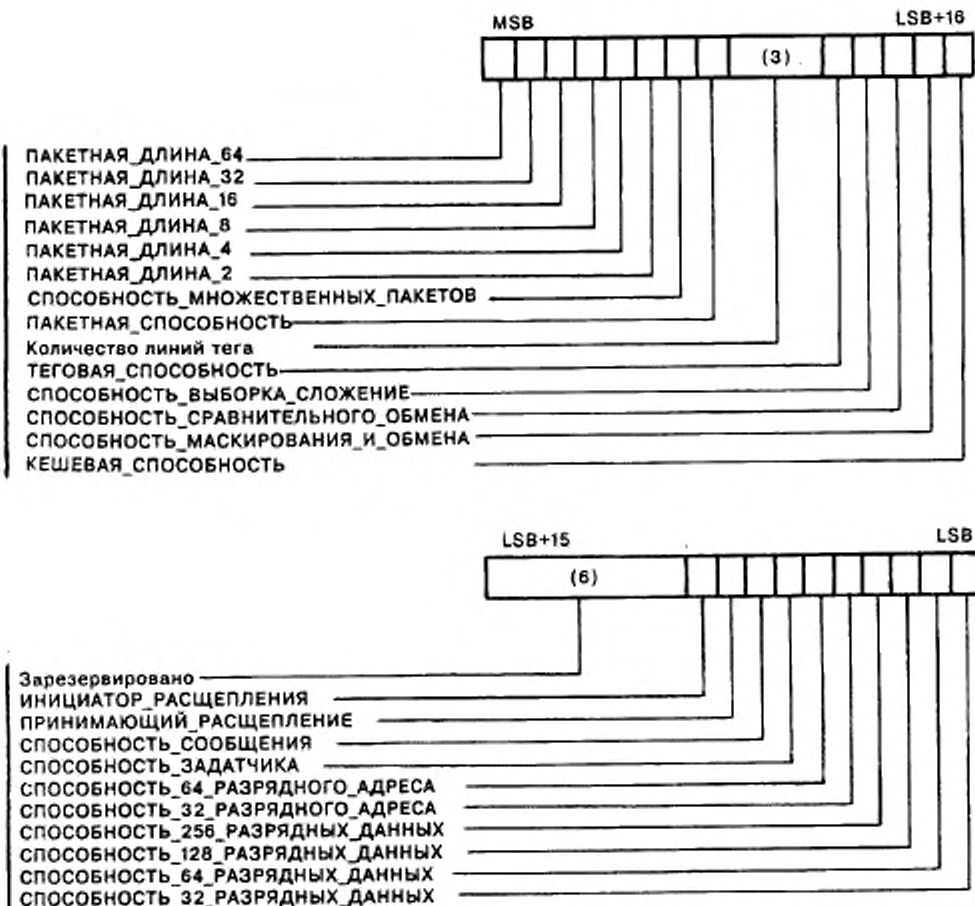 MSB LSB+16
(3)
ПАКЕТНАЯ_ДЛИНА_64
ПАКЕТНАЯ_ДЛИНА_32
ПАКЕТНАЯ_ДЛИНА_16
ПАКЕТНАЯ_ДЛИНА_8
ПАКЕТНАЯ_ДЛИНА_4
ПАКЕТНАЯ_ДЛИНА_2
СПОСОБНОСТЬ_МНОЖЕСТВЕННЫХ_ПАКЕТОВ
ПАКЕТНАЯ_СПОСОБНОСТЬ
Количество линий тега
ТЕГОВАЯ_СПОСОБНОСТЬ
СПОСОБНОСТЬ_ВЫБОРКА_СЛОЖЕНИЕ
СПОСОБНОСТЬ_СРАВНИТЕЛЬНОГО_ОБМЕНА
СПОСОБНОСТЬ_МАСКИРОВАНИЯ_И_ОБМЕНА
КЕШЕВАЯ_СПОСОБНОСТЬ
LSB+15 LSB
(6)
Зарезервировано
ИНИЦИАТОР_РАСЩЕПЛЕНИЯ
ПРИНИМАЮЩИЙ_РАСЩЕПЛЕНИЕ
СПОСОБНОСТЬ_СООБЩЕНИЯ
СПОСОБНОСТЬ_ЗАДАТЧИКА
СПОСОБНОСТЬ_64_РАЗРЯДНОГО_АДРЕСА
СПОСОБНОСТЬ_32_РАЗРЯДНОГО_АДРЕСА
СПОСОБНОСТЬ_256_РАЗРЯДНЫХ_ДАННЫХ
СПОСОБНОСТЬ_128_РАЗРЯДНЫХ_ДАННЫХ
СПОСОБНОСТЬ_64_РАЗРЯДНЫХ_ДАННЫХ
СПОСОБНОСТЬ_32_РАЗРЯДНЫХ_ДАННЫХ